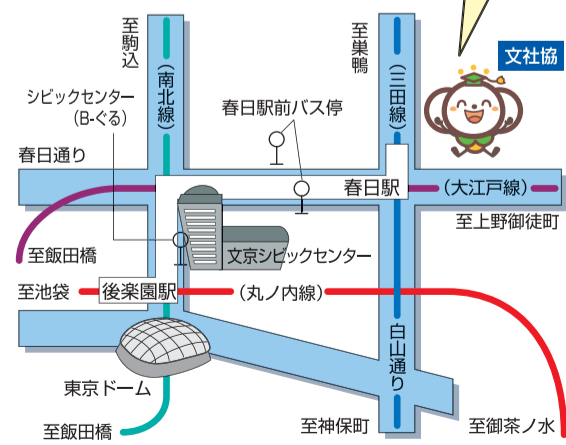 至駒込
(南北線)
至巣鴨
(三田線)
文社協
シビックセンター
(B-ぐる)
春日駅前バス停
春日通り
春日駅
(大江戸線)
至上野御徒町
至飯田橋
文京シビックセンター
至池袋
後楽園駅
(丸ノ内線)
白山通り
東京ドーム
至飯田橋
至神保町
至御茶ノ水